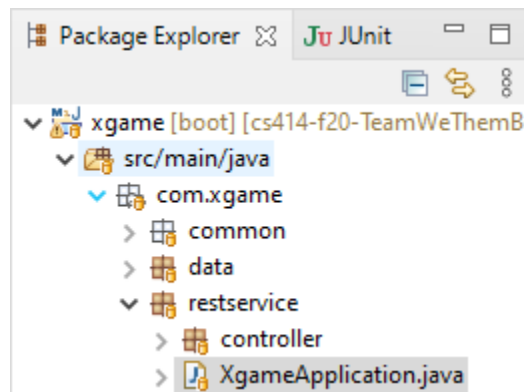 Package Explorer JU JUnit
xgame [boot] [cs414-f20-TeamWeThemB
src/main/java
com.xgame
common
data
restservice
controller
XgameApplication.java